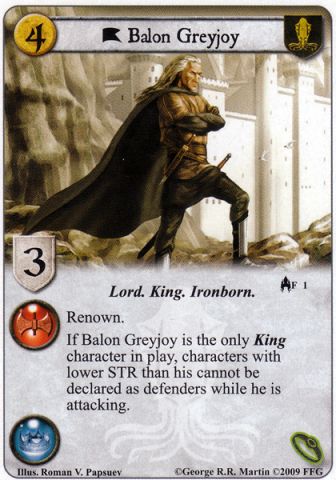 4
Balon Greyjoy
3
Lord. King. Ironborn.
F 1
Renown.
If Balon Greyjoy is the only King
character in play, characters with
lower STR than his cannot be
declared as defenders while he is
attacking.
Illus. Roman V. Papsuev
©George R.R. Martin ©2009 FFG